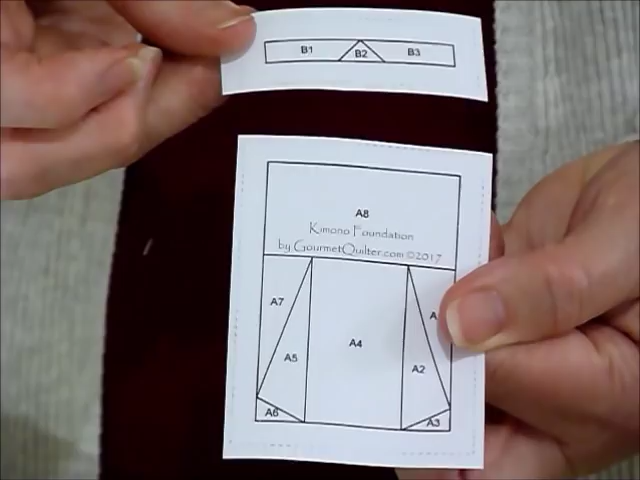 B1 B2 B3
A8
Kimono Foundation
by GourmetQuilter.com ©2017
A7 A
A4
A5 A2
A6 A3